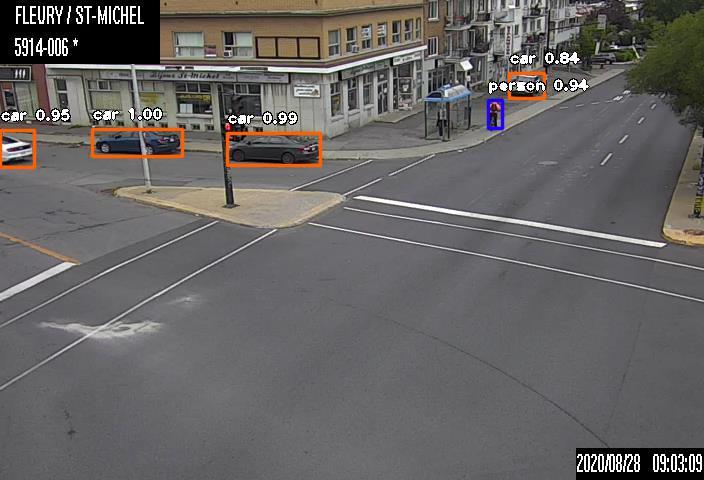 FLEURY / ST-MICHEL
5914-006 *
car 0.84
person 0.94
car 0.95
car 1.00
car 0.99
2020/08/28 09:03:09